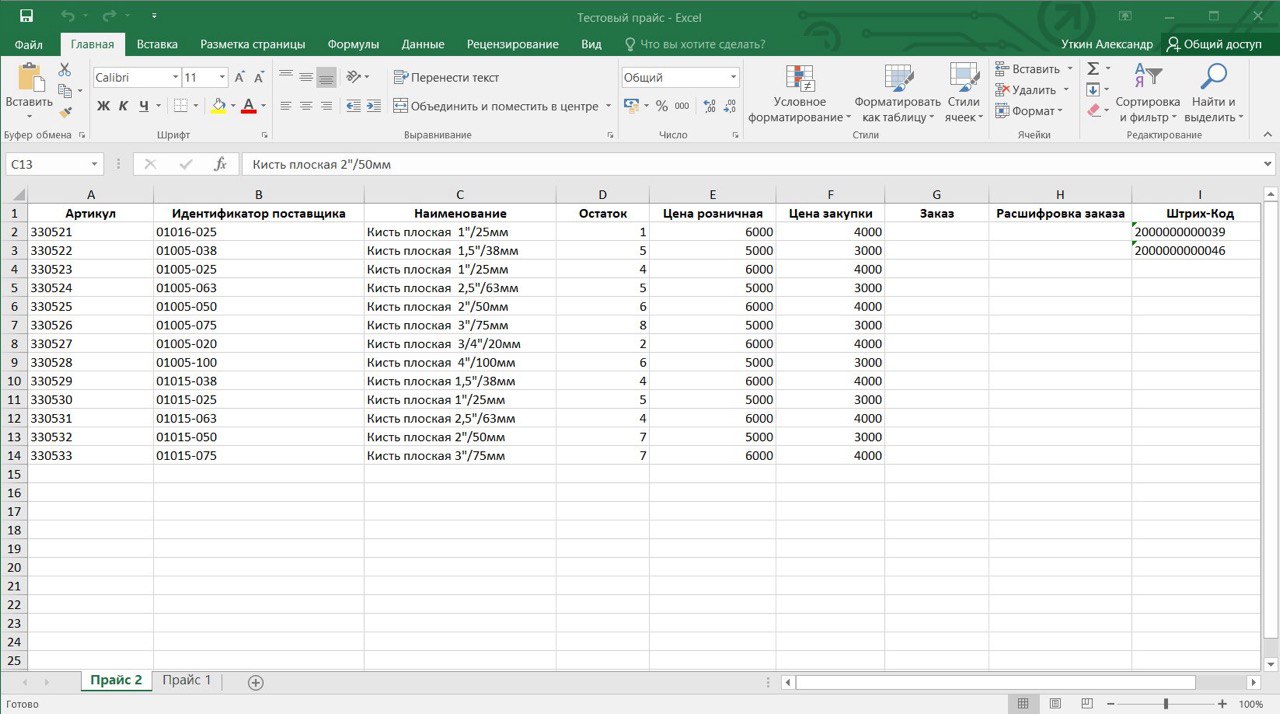 Тестовый прайс - Excel
Файл Главная Вставка Разметка страницы Формулы Данные Рецензирование Вид Что вы хотите сделать? Уткин Александр Общий доступ
Вставить
Calibri 11
Ж К Ч
Перенести текст
Объединить и поместить в центре
Общий
% 000
Условное форматирование
Форматировать как таблицу
Стили ячеек
Вставить
Удалить
Формат
Сортировка и фильтр
Найти и выделить
Буфер обмена Шрифт Выравнивание Число Стили Ячейки Редактирование
C13 fx Кисть плоская 2"/50мм
A B C D E F G H I
1 Артикул Идентификатор поставщика Наименование Остаток Цена розничная Цена закупки Заказ Расшифровка заказа Штрих-Код
2 330521 01016-025 Кисть плоская  1"/25мм 1 6000 4000 2000000000039
3 330522 01005-038 Кисть плоская  1,5"/38мм 5 5000 3000 2000000000046
4 330523 01005-025 Кисть плоская  1"/25мм 4 6000 4000
5 330524 01005-063 Кисть плоская  2,5"/63мм 5 5000 3000
6 330525 01005-050 Кисть плоская  2"/50мм 6 6000 4000
7 330526 01005-075 Кисть плоская  3"/75мм 8 5000 3000
8 330527 01005-020 Кисть плоская  3/4"/20мм 2 6000 4000
9 330528 01005-100 Кисть плоская  4"/100мм 6 5000 3000
10 330529 01015-038 Кисть плоская 1,5"/38мм 4 6000 4000
11 330530 01015-025 Кисть плоская 1"/25мм 5 5000 3000
12 330531 01015-063 Кисть плоская 2,5"/63мм 4 6000 4000
13 330532 01015-050 Кисть плоская 2"/50мм 7 5000 3000
14 330533 01015-075 Кисть плоская 3"/75мм 7 6000 4000
15
16
17
18
19
20
21
22
23
24
25
Прайс 2 Прайс 1
Готово 100%